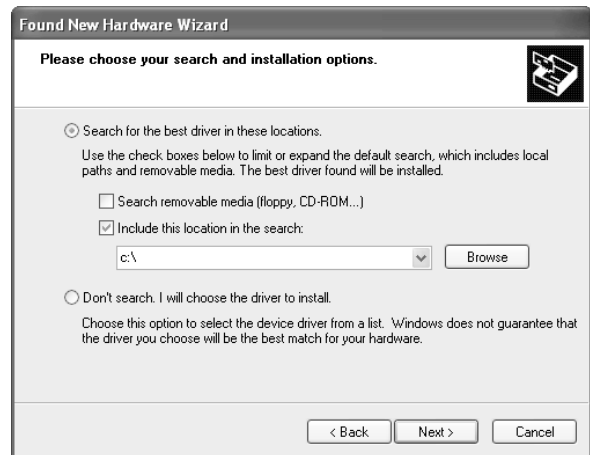 Found New Hardware Wizard
Please choose your search and installation options.
Search for the best driver in these locations.
Use the check boxes below to limit or expand the default search, which includes local
paths and removable media. The best driver found will be installed.
Search removable media (floppy, CD-ROM...)
Include this location in the search:
c:\
Browse
Don't search. I will choose the driver to install.
Choose this option to select the device driver from a list. Windows does not guarantee that
the driver you choose will be the best match for your hardware.
< Back Next > Cancel